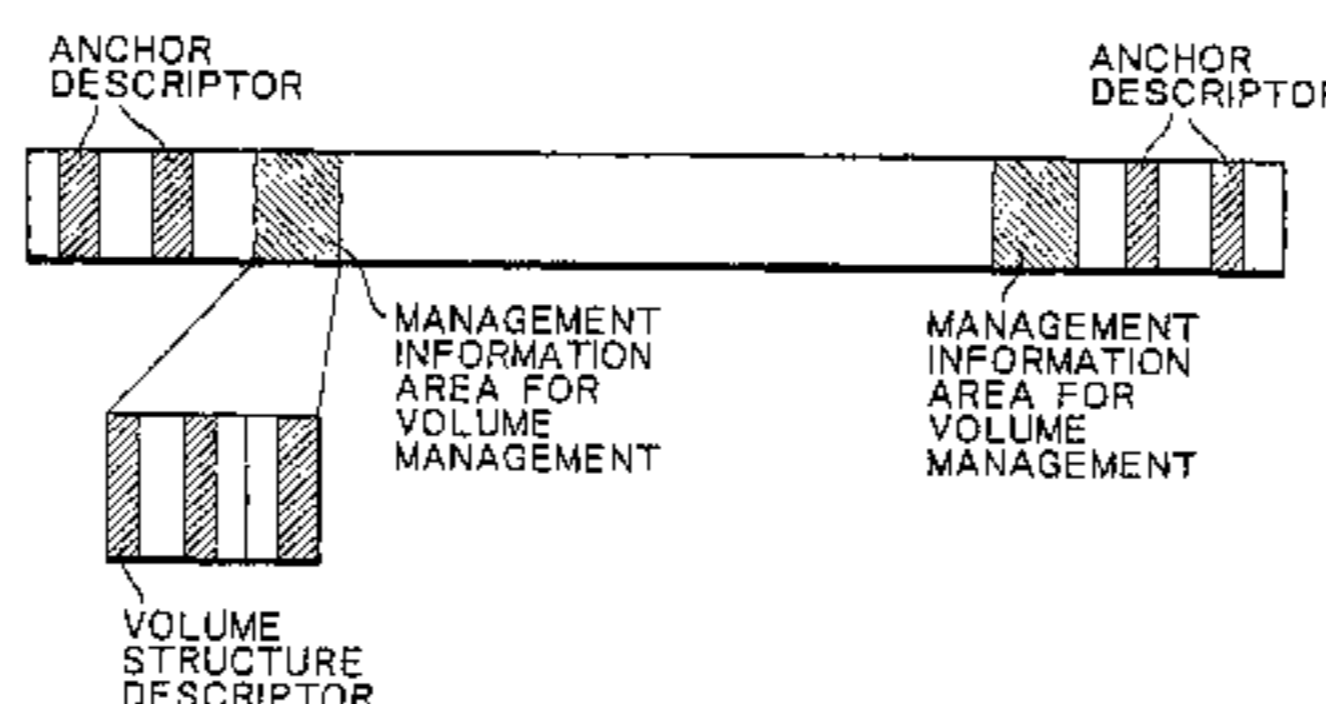 ANCHOR
DESCRIPTOR
ANCHOR
DESCRIPTOR
MANAGEMENT
INFORMATION
AREA FOR
VOLUME
MANAGEMENT
MANAGEMENT
INFORMATION
AREA FOR
VOLUME
MANAGEMENT
VOLUME
STRUCTURE
DESCRIPTOR